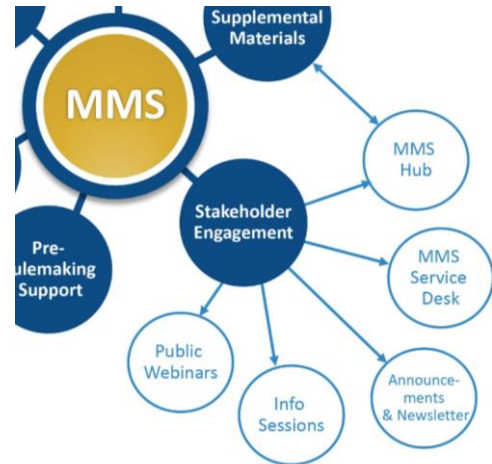 Supplemental
Materials
MMS
MMS
Hub
Stakeholder
Engagement
Pre-
ulemaking
Support
MMS
Service
Desk
Public
Webinars
Info
Sessions
Announce-
ments
& Newsletter